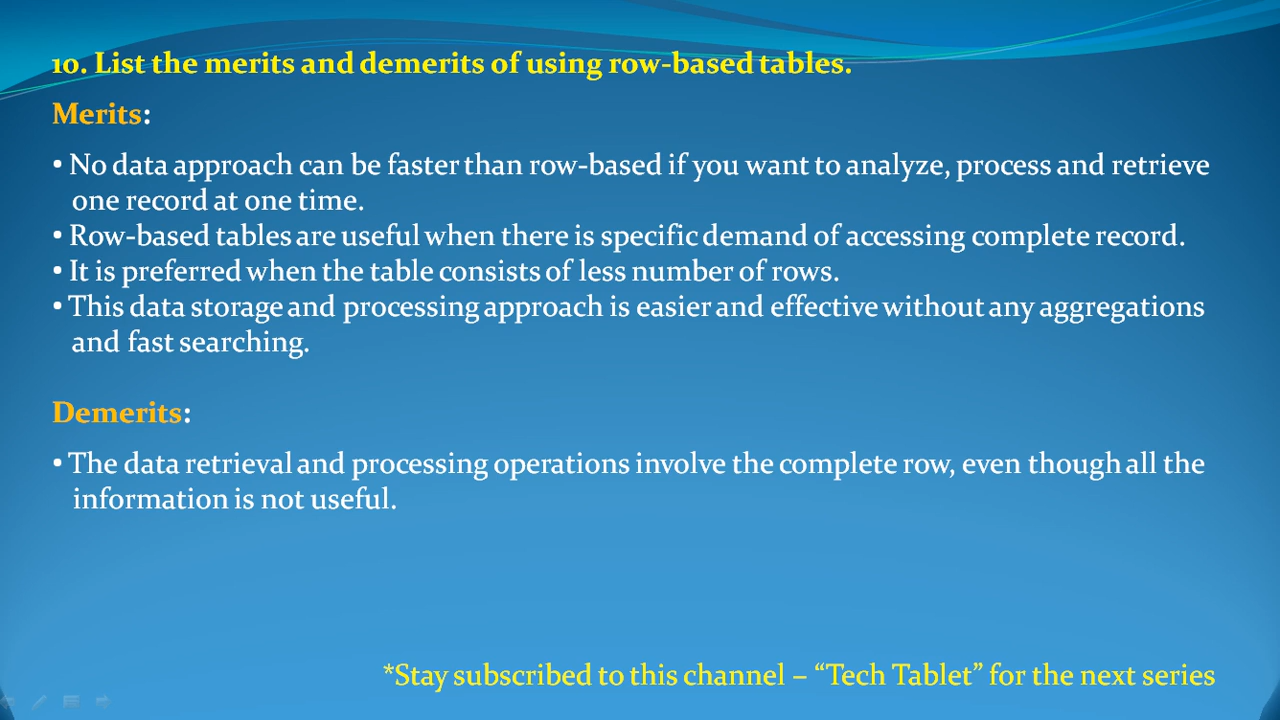 10. List the merits and demerits of using row-based tables.
Merits:
• No data approach can be faster than row-based if you want to analyze, process and retrieve
one record at one time.
• Row-based tables are useful when there is specific demand of accessing complete record.
• It is preferred when the table consists of less number of rows.
• This data storage and processing approach is easier and effective without any aggregations
and fast searching.
Demerits:
• The data retrieval and processing operations involve the complete row, even though all the
information is not useful.
*Stay subscribed to this channel – “Tech Tablet” for the next series